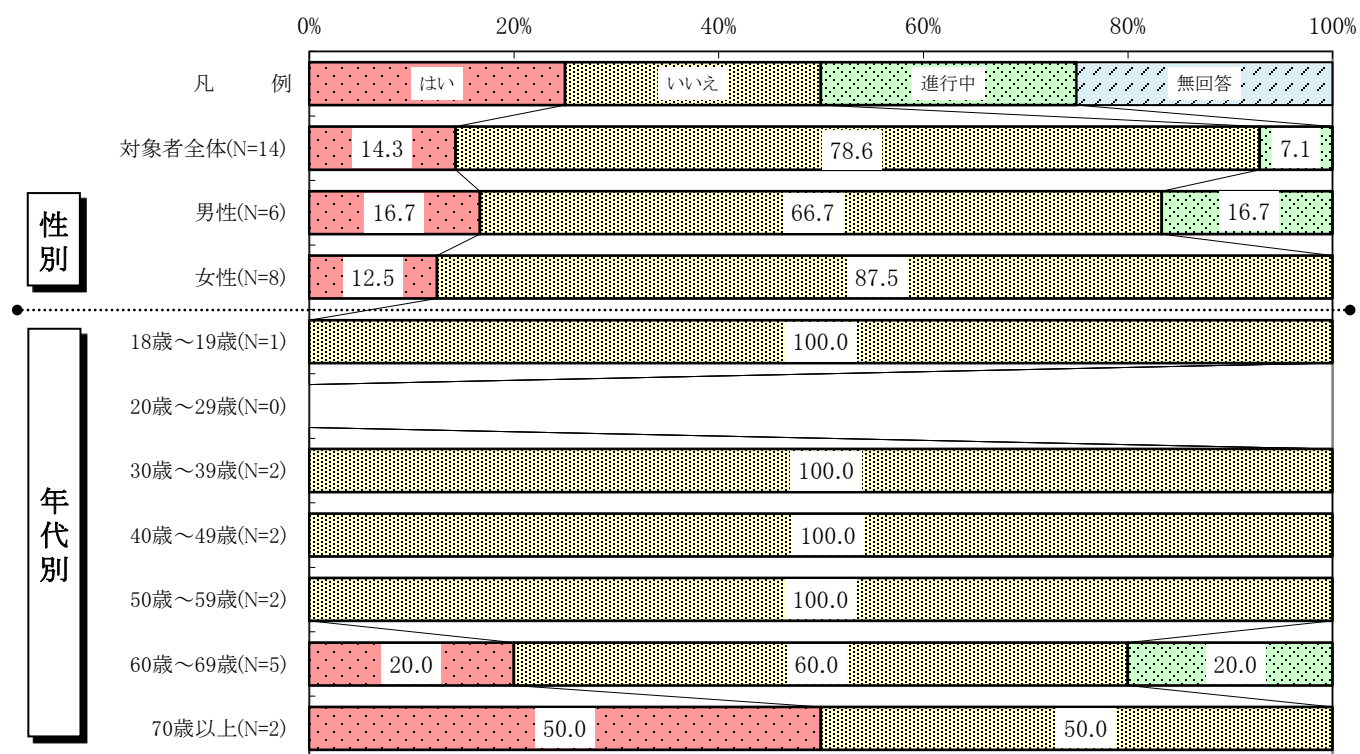 0% 20% 40% 60% 80% 100%
凡 例 はい いいえ 進行中 無回答
対象者全体(N=14) 14.3 78.6 7.1
性別
男性(N=6) 16.7 66.7 16.7
女性(N=8) 12.5 87.5
年代別
18歳～19歳(N=1) 100.0
20歳～29歳(N=0)
30歳～39歳(N=2) 100.0
40歳～49歳(N=2) 100.0
50歳～59歳(N=2) 100.0
60歳～69歳(N=5) 20.0 60.0 20.0
70歳以上(N=2) 50.0 50.0